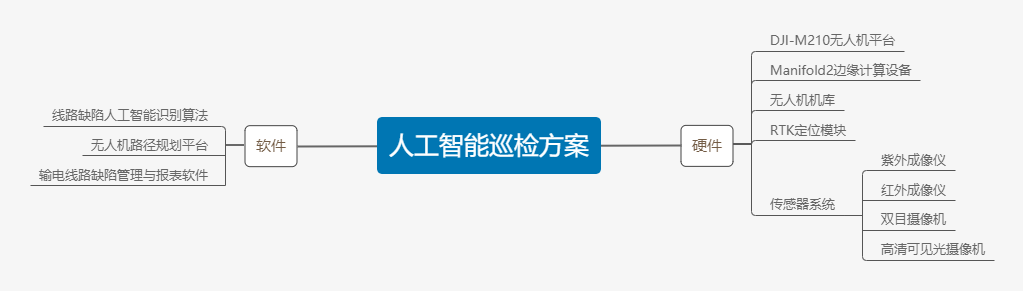 人工智能巡检方案
软件
线路缺陷人工智能识别算法
无人机路径规划平台
输电线路缺陷管理与报表软件
硬件
DJI-M210无人机平台
Manifold2边缘计算设备
无人机机库
RTK定位模块
传感器系统
紫外成像仪
红外成像仪
双目摄像机
高清可见光摄像机